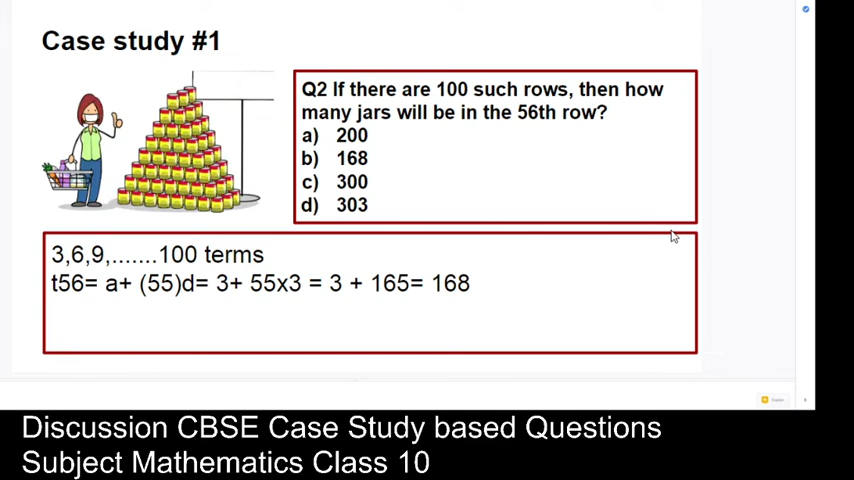 Case study #1
Q2 If there are 100 such rows, then how
many jars will be in the 56th row?
a) 200
b) 168
c) 300
d) 303
3,6,9,.......100 terms
t56= a+ (55)d= 3+ 55x3 = 3 + 165= 168
Discussion CBSE Case Study based Questions
Subject Mathematics Class 10